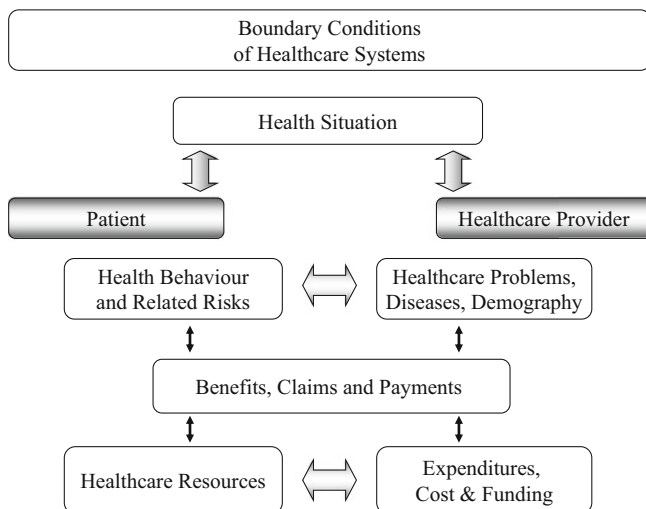 Boundary Conditions
of Healthcare Systems
Health Situation
Patient
Healthcare Provider
Health Behaviour
and Related Risks
Healthcare Problems,
Diseases, Demography
Benefits, Claims and Payments
Healthcare Resources
Expenditures,
Cost & Funding